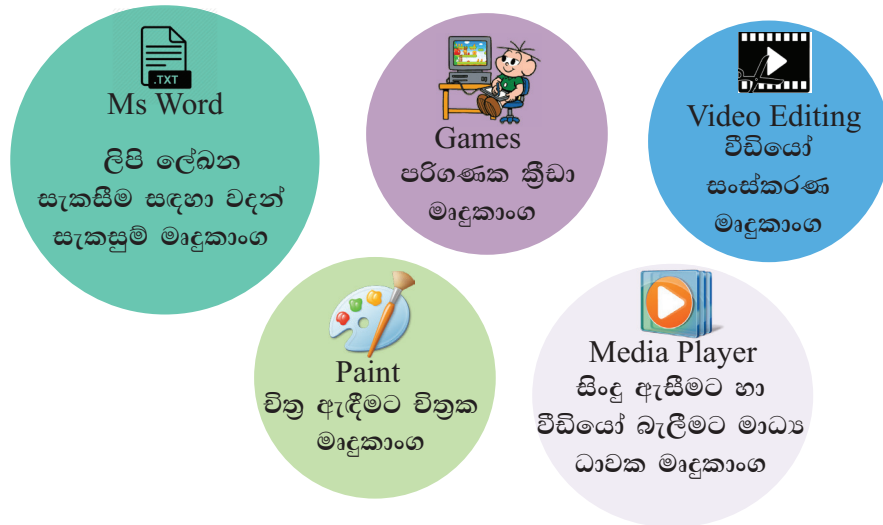 .TXT
Ms Word
ලිපි ලේඛන
සැකසීම සඳහා වදන්
සැකසුම් මෘදුකාංග
Games
පරිගණක ක්‍රීඩා
මෘදුකාංග
Video Editing
වීඩියෝ
සංස්කරණ
මෘදුකාංග
Paint
චිත්‍ර ඇඳීමට චිත්‍රක
මෘදුකාංග
Media Player
සිංදු ඇසීමට හා
වීඩියෝ බැලීමට මාධ්‍ය
ධාවක මෘදුකාංග